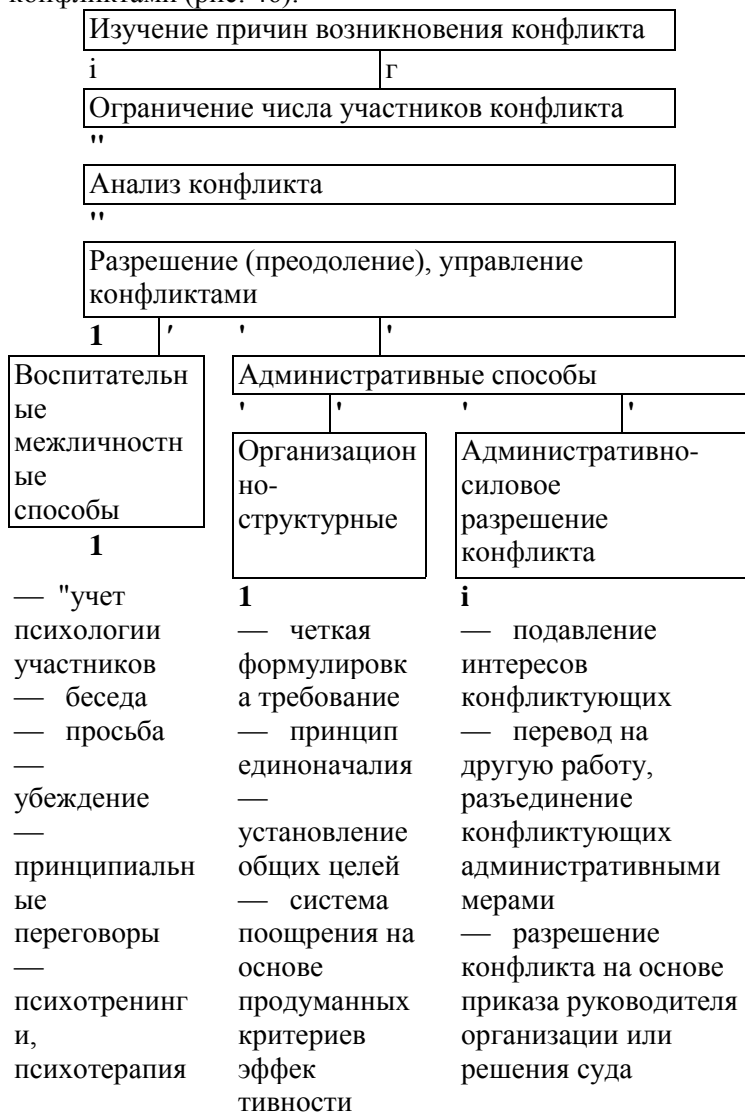 Изучение причин возникновения конфликта
і г
Ограничение числа участников конфликта
''
Анализ конфликта
''
Разрешение (преодоление), управление
конфликтами
1 ′ ' '
Воспитательн
ые
межличностн
ые
способы
1
— "учет
психологии
участников
— беседа
— просьба
—
убеждение
—
принципиальн
ые
переговоры
—
психотренинг
и,
психотерапия
Административные способы
' ' ' '
Организацион
но-
структурные
1
— четкая
формулировк
а требование
— принцип
единоначалия
—
установление
общих целей
— система
поощрения на
основе
продуманных
критериев
эффек
тивности
Административно-
силовое
разрешение
конфликта
і
— подавление
интересов
конфликтующих
— перевод на
другую работу,
разъединение
конфликтующих
административными
мерами
— разрешение
конфликта на основе
приказа руководителя
организации или
решения суда